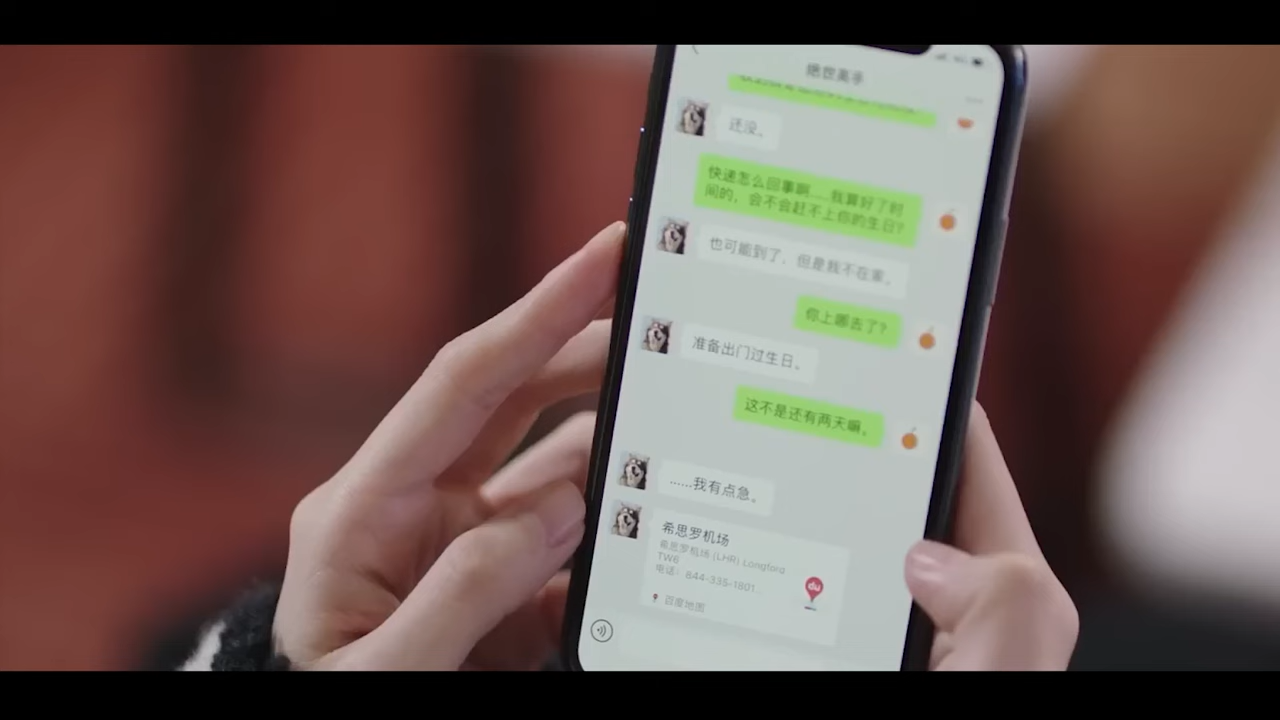 绝世高手
还没。
快递怎么回事啊......我算好了时
间的，会不会赶不上你的生日？
也可能到了，但是我不在家。
你上哪去了？
准备出门过生日。
这不是还有两天嘛。
......我有点急。
希思罗机场
希思罗机场 (LHR) Longford
TW6
电话：844-335-1801...
du
百度地图